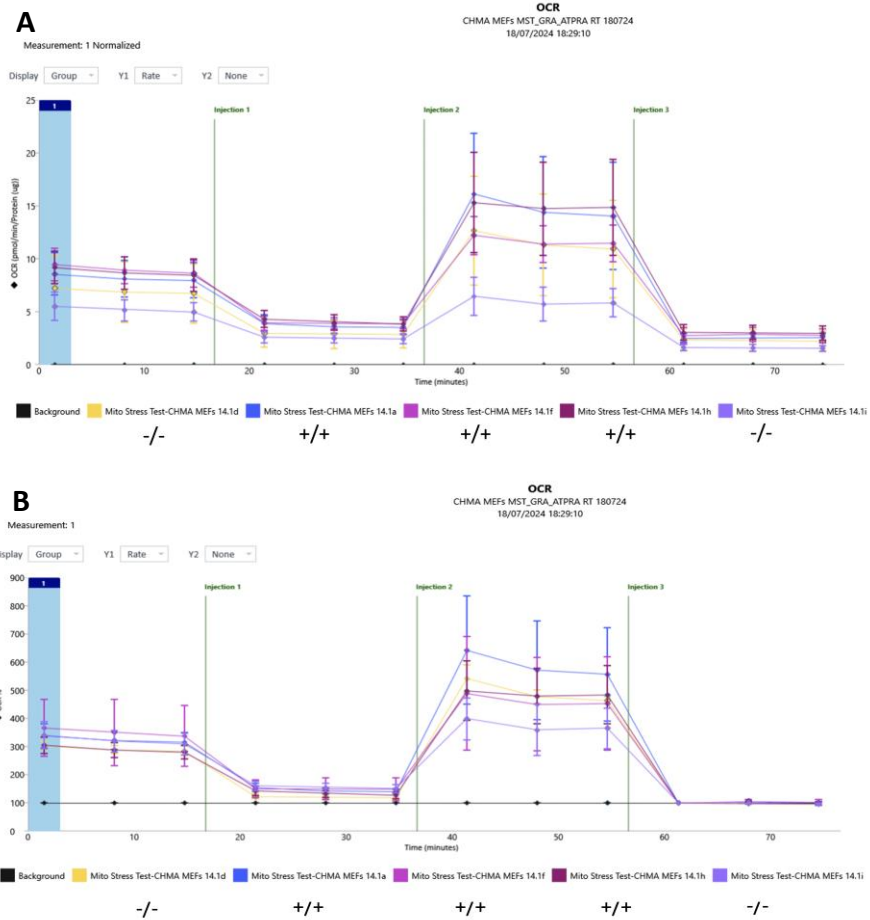 A
OCR
CHMA MEFs MST_GRA_ATPRA RT 180724
18/07/2024 18:29:10
Measurement: 1 Normalized
Display Group Y1 Rate Y2 None
25
20
15
10
5
0
OCR (pmol/min/Protein (ug))
1
Injection 1
Injection 2
Injection 3
0 10 20 30 40 50 60 70
Time (minutes)
Background Mito Stress Test-CHMA MEFs 14.1d Mito Stress Test-CHMA MEFs 14.1a Mito Stress Test-CHMA MEFs 14.1f Mito Stress Test-CHMA MEFs 14.1h Mito Stress Test-CHMA MEFs 14.1i
-/- +/+ +/+ +/+ -/-
B
OCR
CHMA MEFs MST_GRA_ATPRA RT 180724
18/07/2024 18:29:10
Measurement: 1
isplay Group Y1 Rate Y2 None
900
800
700
600
500
400
300
200
100
0
1
Injection 1
Injection 2
Injection 3
0 10 20 30 40 50 60 70
Time (minutes)
Background Mito Stress Test-CHMA MEFs 14.1d Mito Stress Test-CHMA MEFs 14.1a Mito Stress Test-CHMA MEFs 14.1f Mito Stress Test-CHMA MEFs 14.1h Mito Stress Test-CHMA MEFs 14.1i
-/- +/+ +/+ +/+ -/-